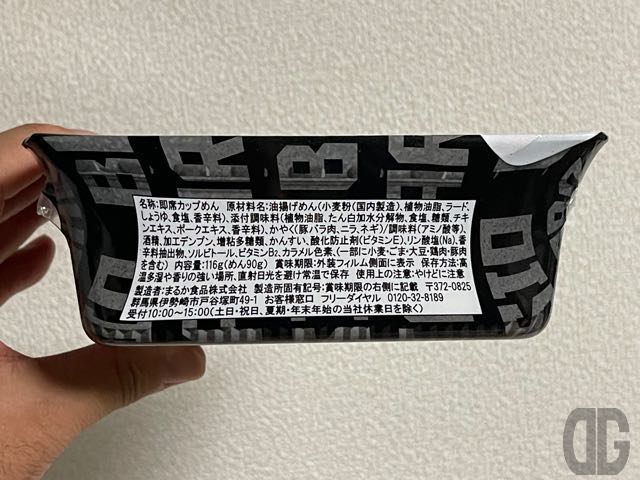 名称:即席カップめん 原材料名:油揚げめん(小麦粉(国内製造)、植物油脂、ラード、
しょうゆ、食塩、香辛料)、添付調味料(植物油脂、たん白加水分解物、食塩、糖類、チキ
ンエキス、ポークエキス、香辛料)、かやく(豚バラ肉、ニラ、ネギ)/調味料(アミノ酸等)、
酒精、加工デンプン、増粘多糖類、かんすい、酸化防止剤(ビタミンE)、リン酸塩(Na)、香
辛料抽出物、ソルビトール、ビタミンB2、カラメル色素、(一部に小麦・ごま・大豆・鶏肉・豚肉
を含む) 内容量:116g(めん90g) 賞味期限:外装フィルム側面に表示 保存方法:高
温多湿や香りの強い場所、直射日光を避け常温で保存 使用上の注意:やけどに注意
製造者:まるか食品株式会社 製造所固有記号:賞味期限の右側に記載 〒372-0825
群馬県伊勢崎市戸谷塚町49-1 お客様窓口 フリーダイヤル 0120-32-8189
受付10:00～15:00(土日・祝日、夏期・年末年始の当社休業日を除く)
DG